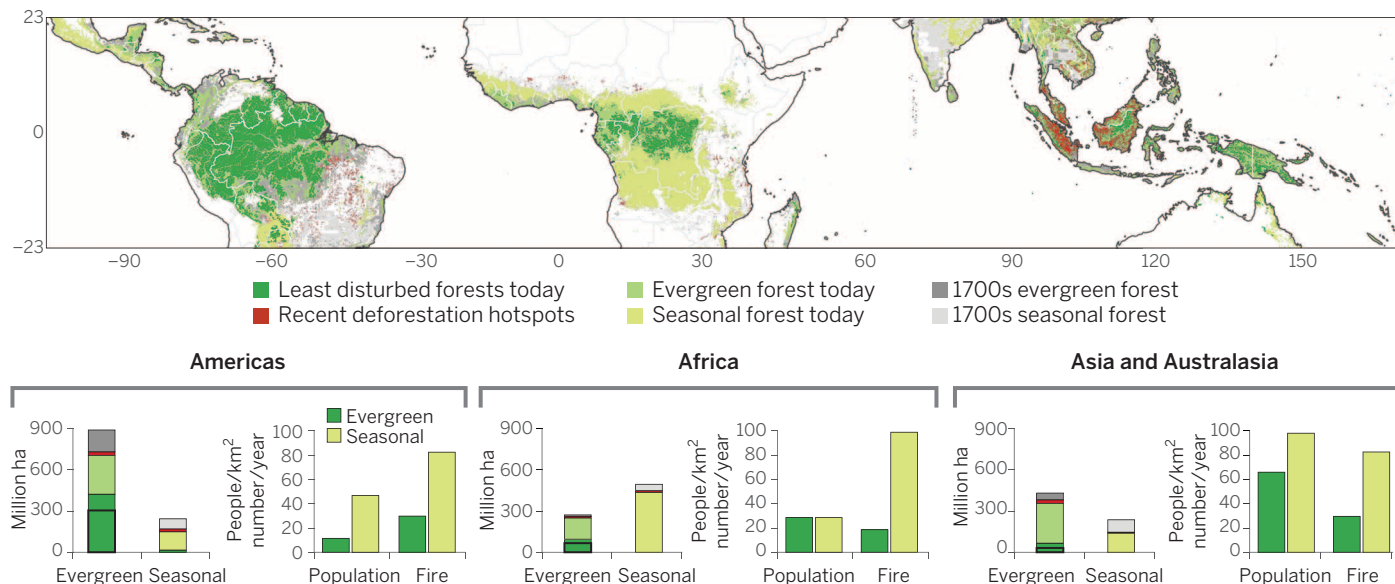 23
0
−23
−90
−60
−30
0
30
60
90
120
150
Least disturbed forests today
Evergreen forest today
1700s evergreen forest
Recent deforestation hotspots
Seasonal forest today
1700s seasonal forest
Americas
Million ha
900
600
300
0
Evergreen Seasonal
People/km²
number/year
100
80
60
40
20
0
Evergreen
Seasonal
Population Fire
Africa
Million ha
900
600
300
0
Evergreen Seasonal
People/km²
number/year
100
80
60
40
20
0
Population Fire
Asia and Australasia
Million ha
900
600
300
0
Evergreen Seasonal
People/km²
number/year
100
80
60
40
20
0
Population Fire